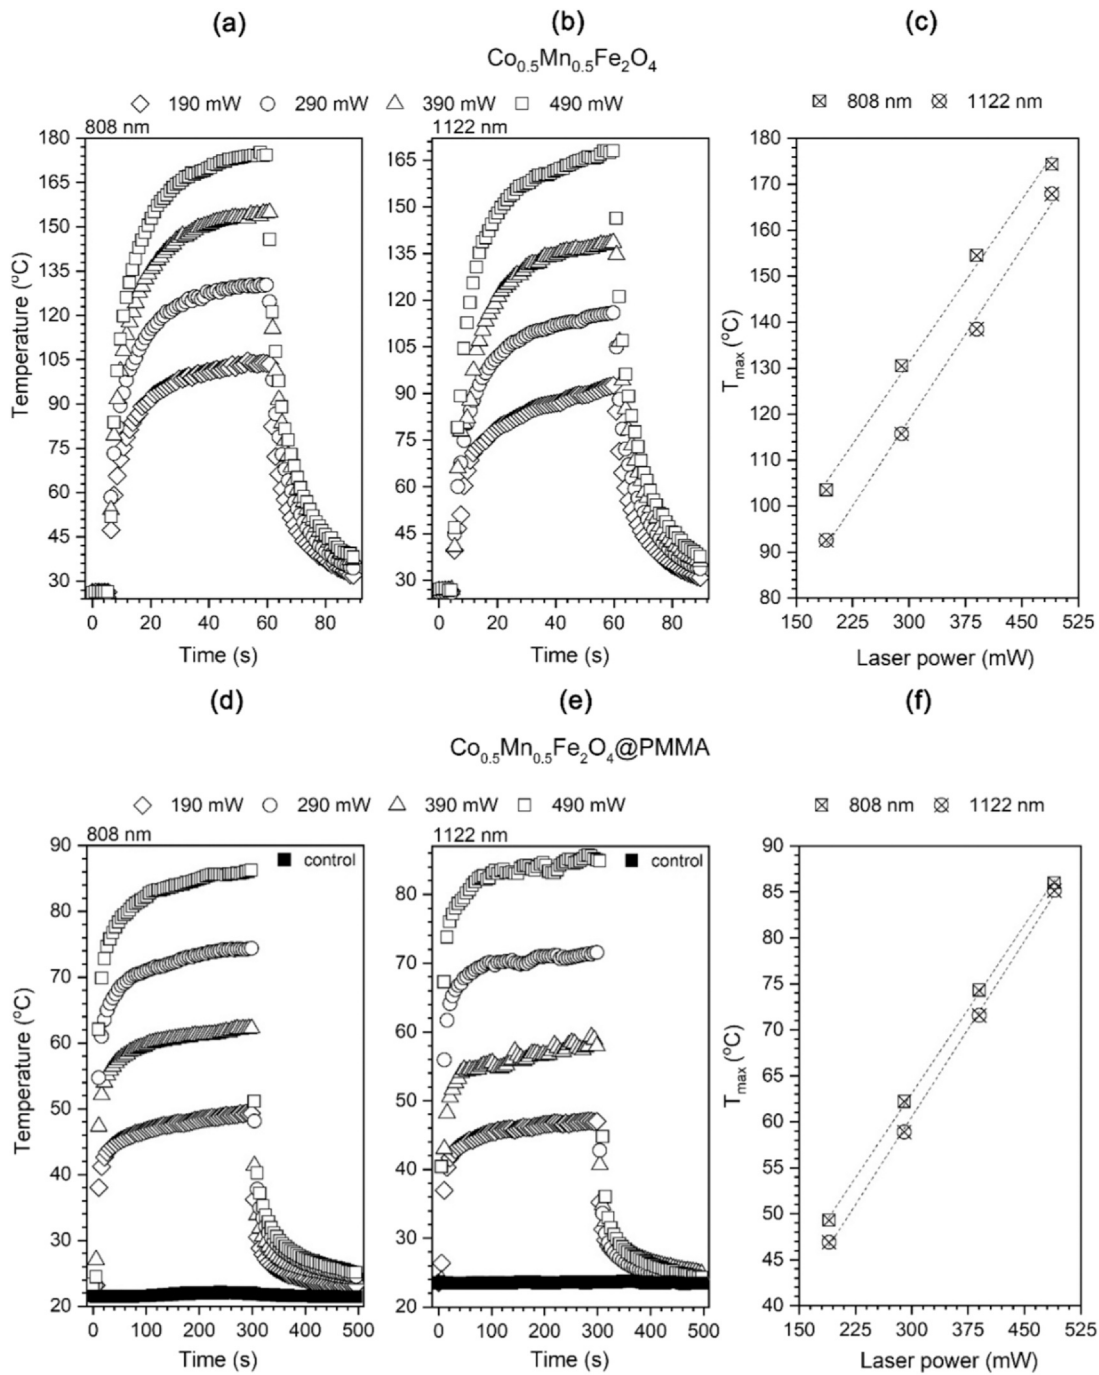 (a) (b) (c)
Co0.5Mn0.5Fe2O4
190 mW 290 mW 390 mW 490 mW
808 nm 1122 nm
808 nm
180
165
150
135
120
105
90
75
60
45
30
Temperature (°C)
0 20 40 60 80
Time (s)
1122 nm
165
150
135
120
105
90
75
60
45
30
0 20 40 60 80
Time (s)
180
170
160
150
140
130
120
110
100
90
80
Tmax (°C)
150 225 300 375 450 525
Laser power (mW)
(d) (e) (f)
Co0.5Mn0.5Fe2O4@PMMA
190 mW 290 mW 390 mW 490 mW
808 nm 1122 nm
808 nm
control
90
80
70
60
50
40
30
20
Temperature (°C)
0 100 200 300 400 500
Time (s)
1122 nm
control
80
70
60
50
40
30
20
0 100 200 300 400 500
Time (s)
90
85
80
75
70
65
60
55
50
45
40
Tmax (°C)
150 225 300 375 450 525
Laser power (mW)